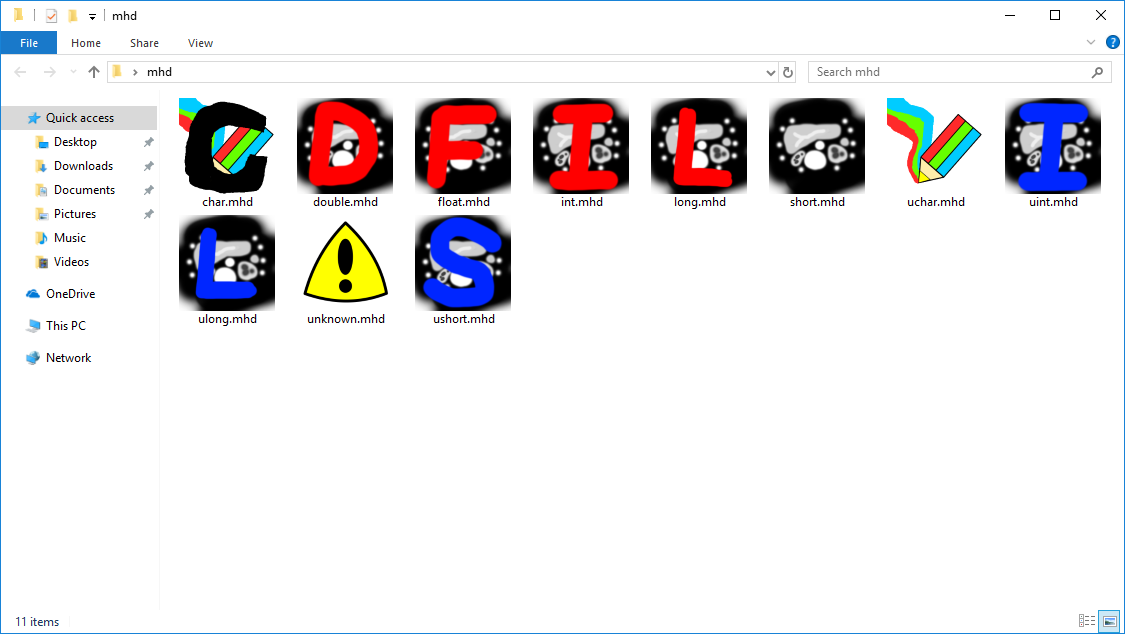 mhd
File Home Share View
?
mhd
Search mhd
Quick access
Desktop
Downloads
Documents
Pictures
Music
Videos
OneDrive
This PC
Network
C D F I L I
char.mhd double.mhd float.mhd int.mhd long.mhd short.mhd uchar.mhd uint.mhd
L ! S
ulong.mhd unknown.mhd ushort.mhd
11 items